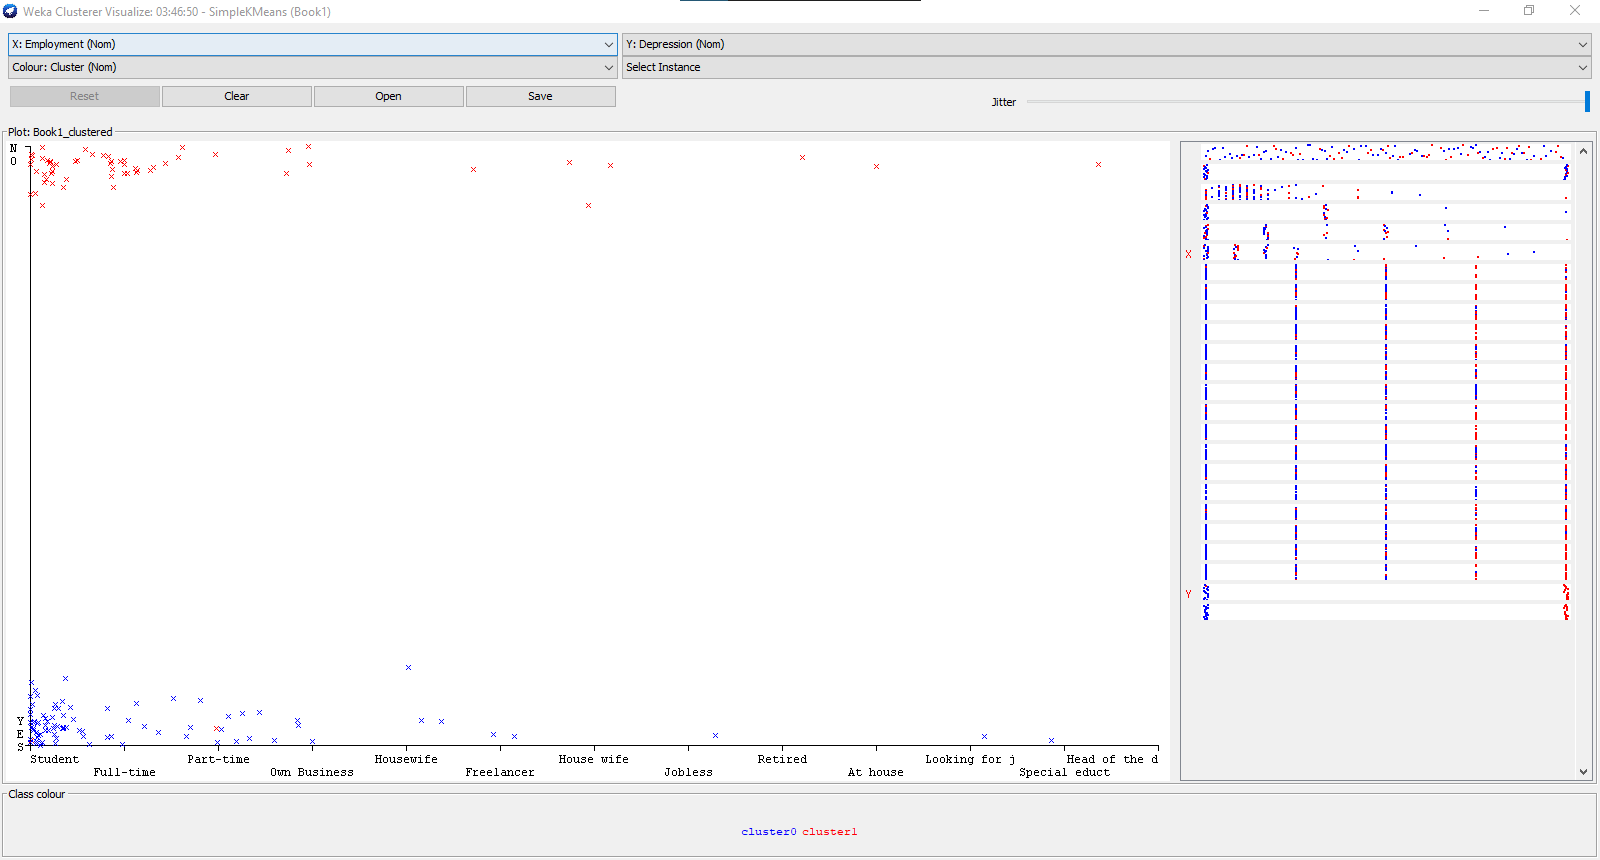 Weka Clusterer Visualize: 03:46:50 - SimpleKMeans (Book1)
X: Employment (Nom)
Y: Depression (Nom)
Colour: Cluster (Nom)
Select Instance
Reset
Clear
Open
Save
Jitter
Plot: Book1_clustered
N
O
X
Y
Y
E
S
Student
Part-time
Housewife
House wife
Retired
Looking for j
Head of the d
Full-time
Own Business
Freelancer
Jobless
At house
Special educt
Class colour
cluster0 cluster1